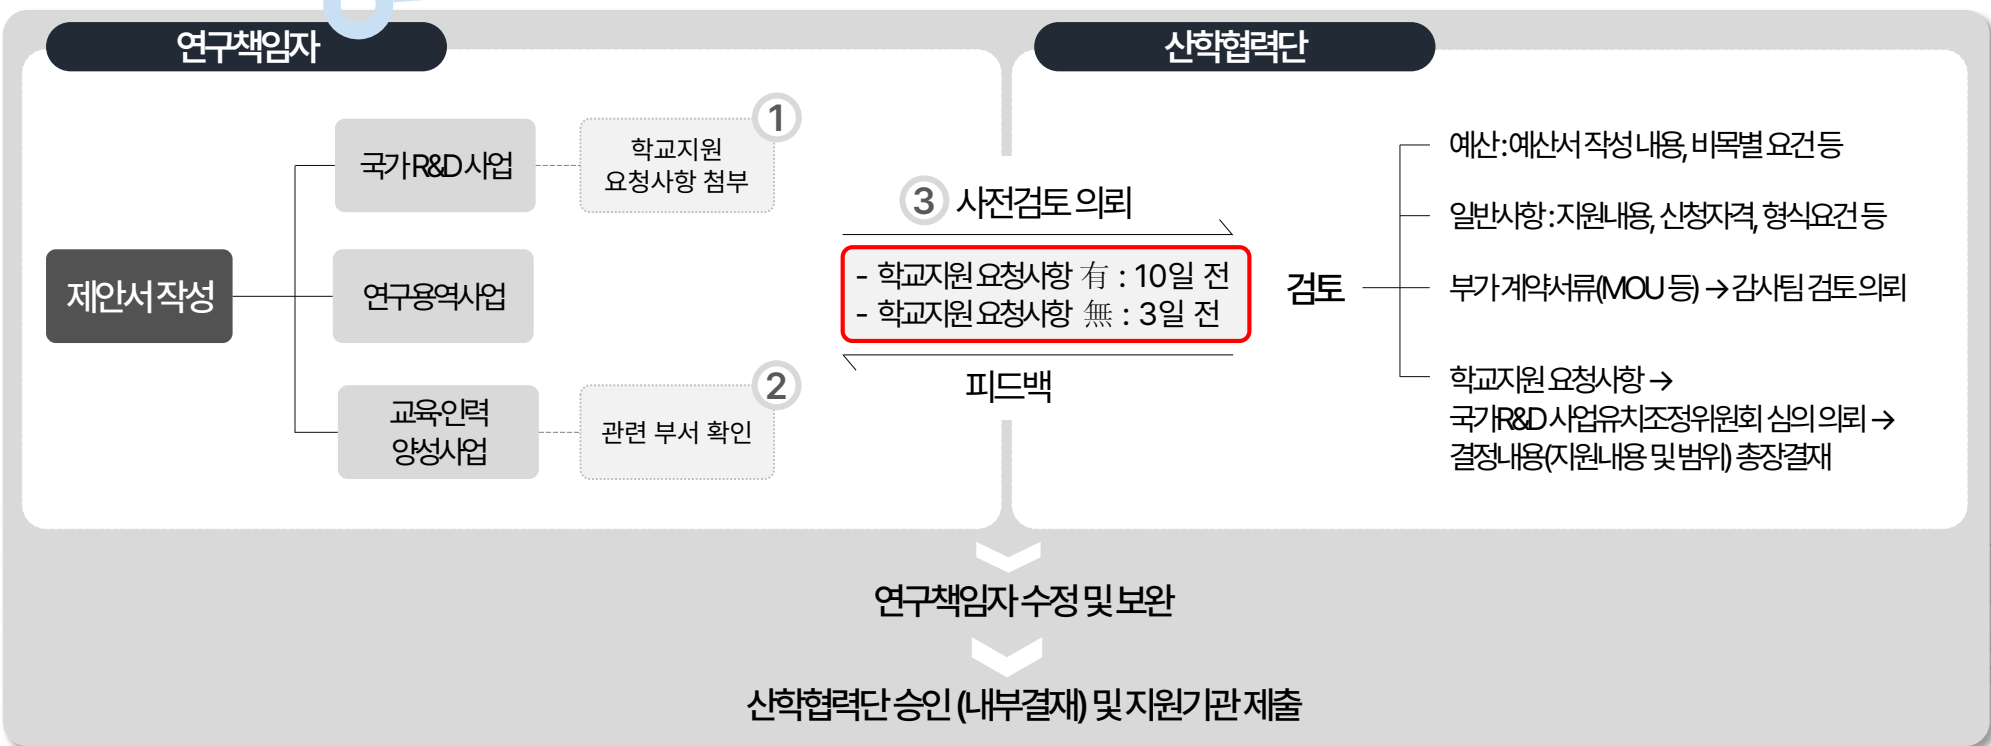 연구책임자
제안서 작성
국가 R&D 사업
① 학교지원
요청사항 첨부
연구용역사업
교육·인력
양성사업
② 관련 부서 확인
③ 사전검토 의뢰
- 학교지원 요청사항 有 : 10일 전
- 학교지원 요청사항 無 : 3일 전
피드백
산학협력단
검토
예산 : 예산서 작성 내용, 비목별 요건 등
일반사항 : 지원내용, 신청자격, 형식요건 등
부가 계약서류(MOU 등) → 감사팀 검토 의뢰
학교지원 요청사항 →
국가R&D 사업유치조정위원회 심의 의뢰 →
결정내용(지원내용 및 범위) 총장결재
연구책임자 수정 및 보완
산학협력단 승인 (내부결재) 및 지원기관 제출